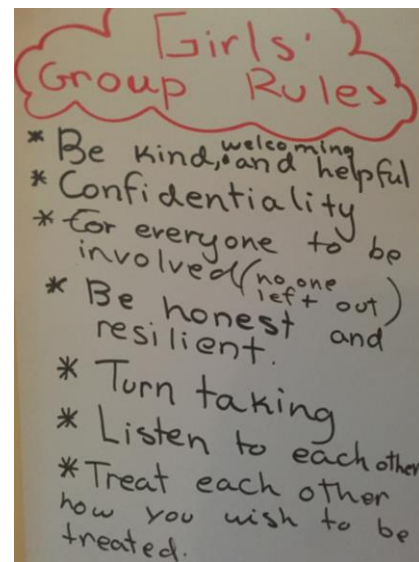 Girls'
Group Rules
* Be kind, welcoming and helpful
* Confidentiality
* For everyone to be
involved (no one
left out)
* Be honest and
resilient.
* Turn taking
* Listen to each other
* Treat each other
how you wish to be
treated.